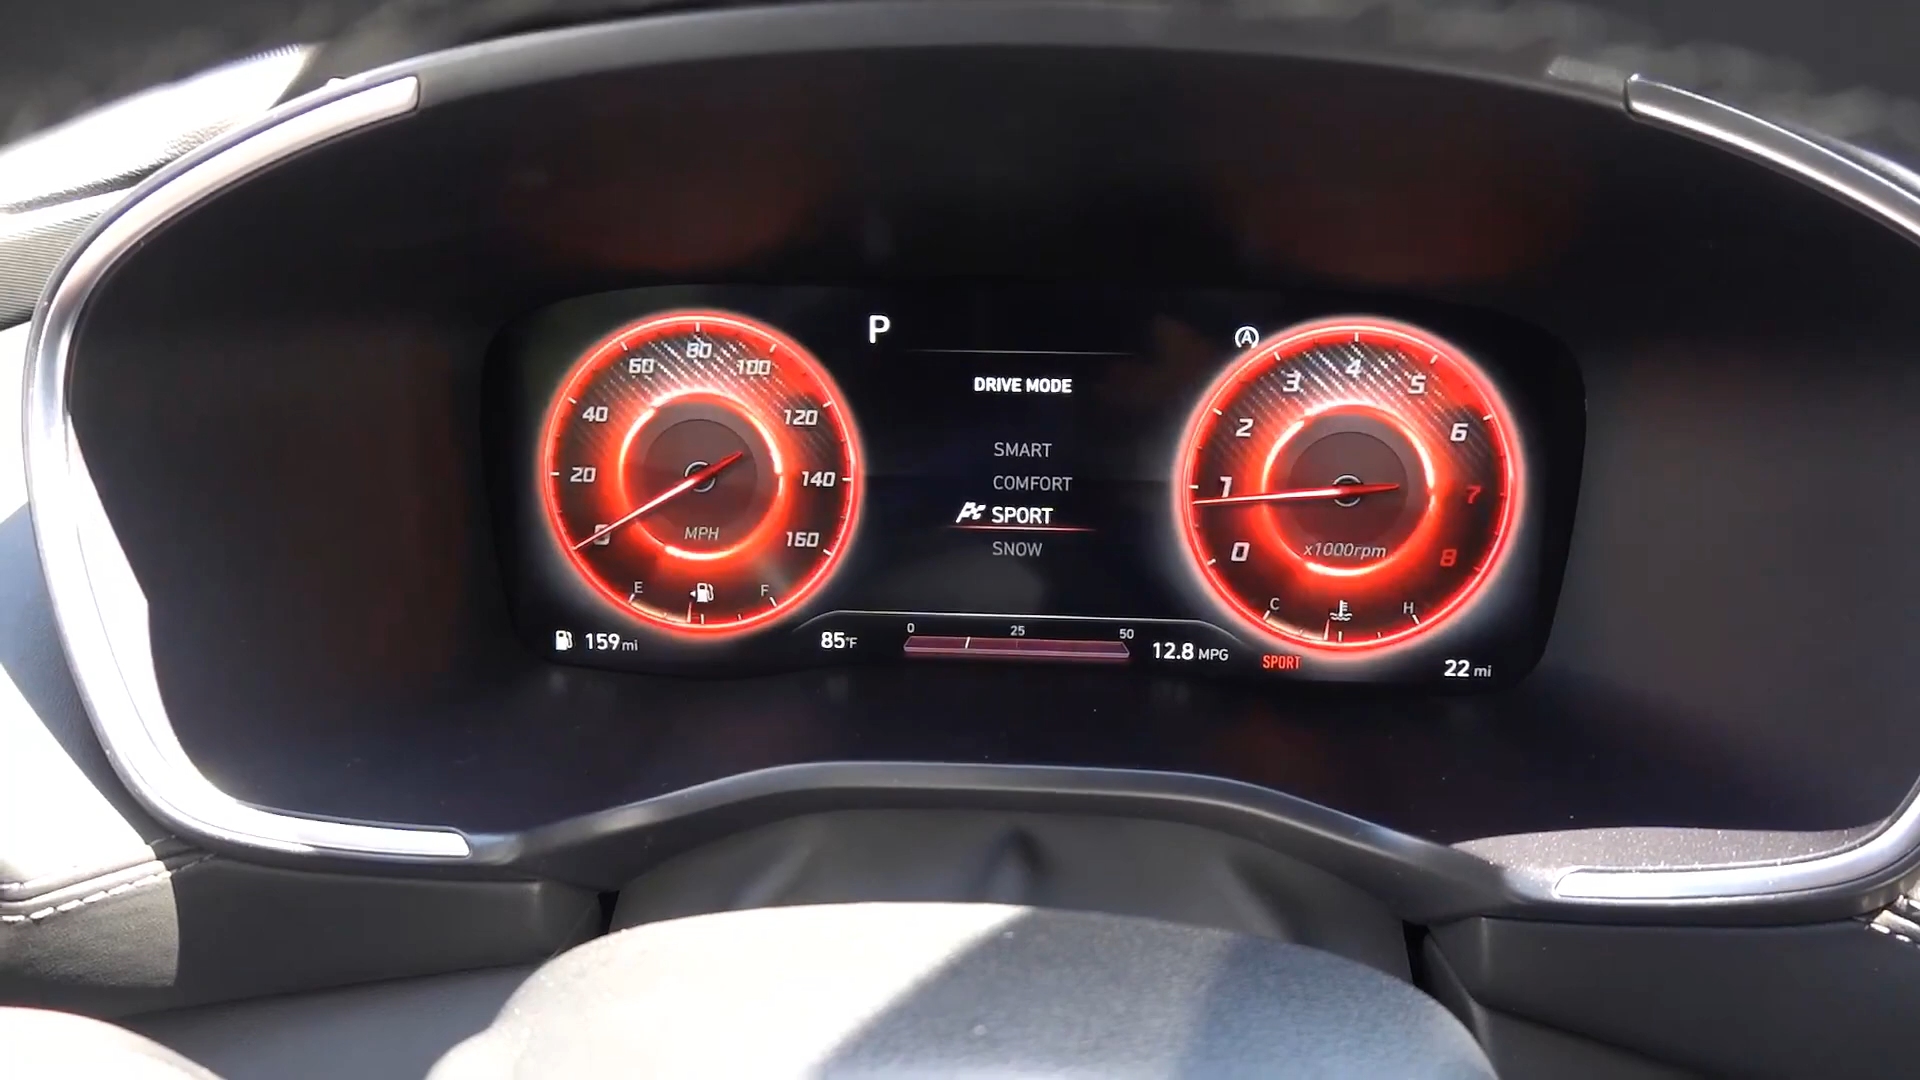 P
A
DRIVE MODE
SMART
COMFORT
SPORT
SNOW
0 20 40 60 80 100 120 140 160
MPH
E F
0 1 2 3 4 5 6 7 8
x1000rpm
C H
159 mi
85°F
0 25 50
12.8 MPG
SPORT
22 mi